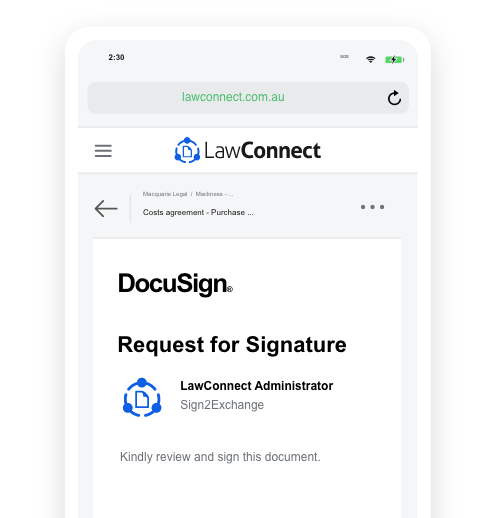 2:30
lawconnect.com.au
LawConnect
Macquarie Legal / Mankness - ...
Costs agreement - Purchase ...
DocuSign®
Request for Signature
LawConnect Administrator
Sign2Exchange
Kindly review and sign this document.